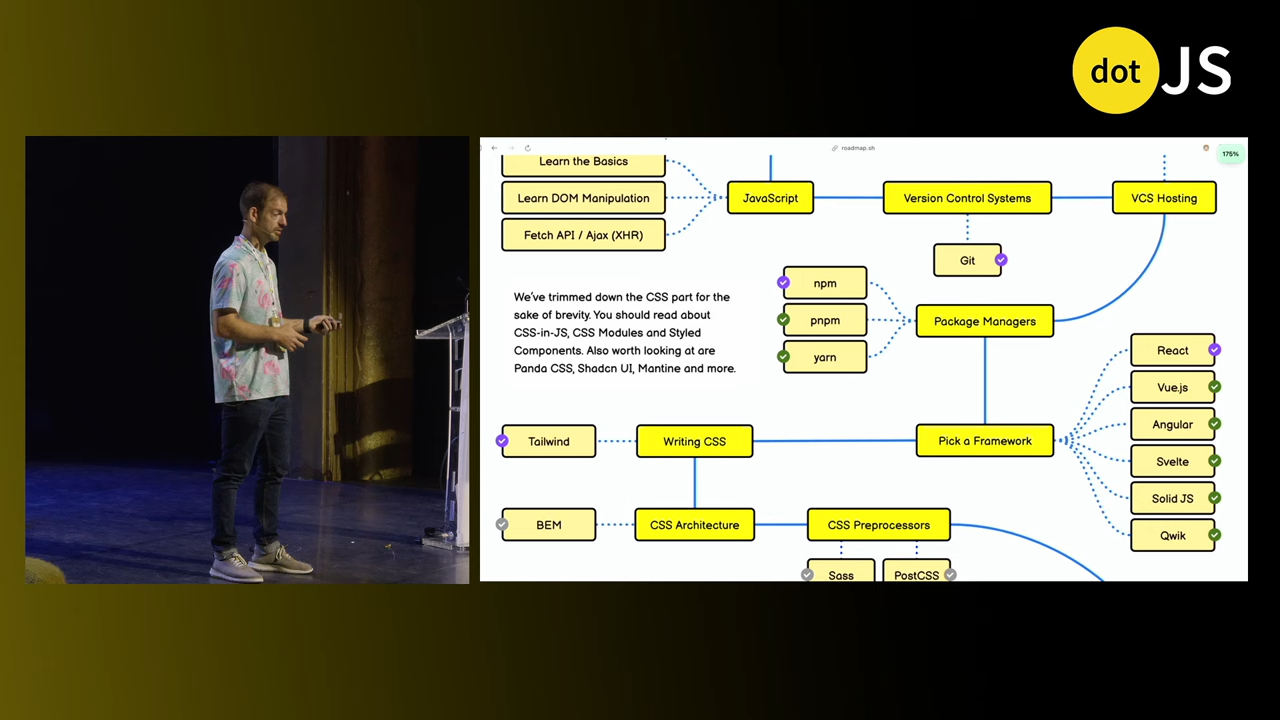 dot JS
roadmap.sh
175%
Learn the Basics
Learn DOM Manipulation
JavaScript
Version Control Systems
VCS Hosting
Fetch API / Ajax (XHR)
Git
npm
We've trimmed down the CSS part for the
sake of brevity. You should read about
CSS-in-JS, CSS Modules and Styled
Components. Also worth looking at are
Panda CSS, Shadcn UI, Mantine and more.
pnpm
Package Managers
yarn
React
Vue.js
Angular
Svelte
Solid JS
Qwik
Tailwind
Writing CSS
Pick a Framework
BEM
CSS Architecture
CSS Preprocessors
Sass
PostCSS